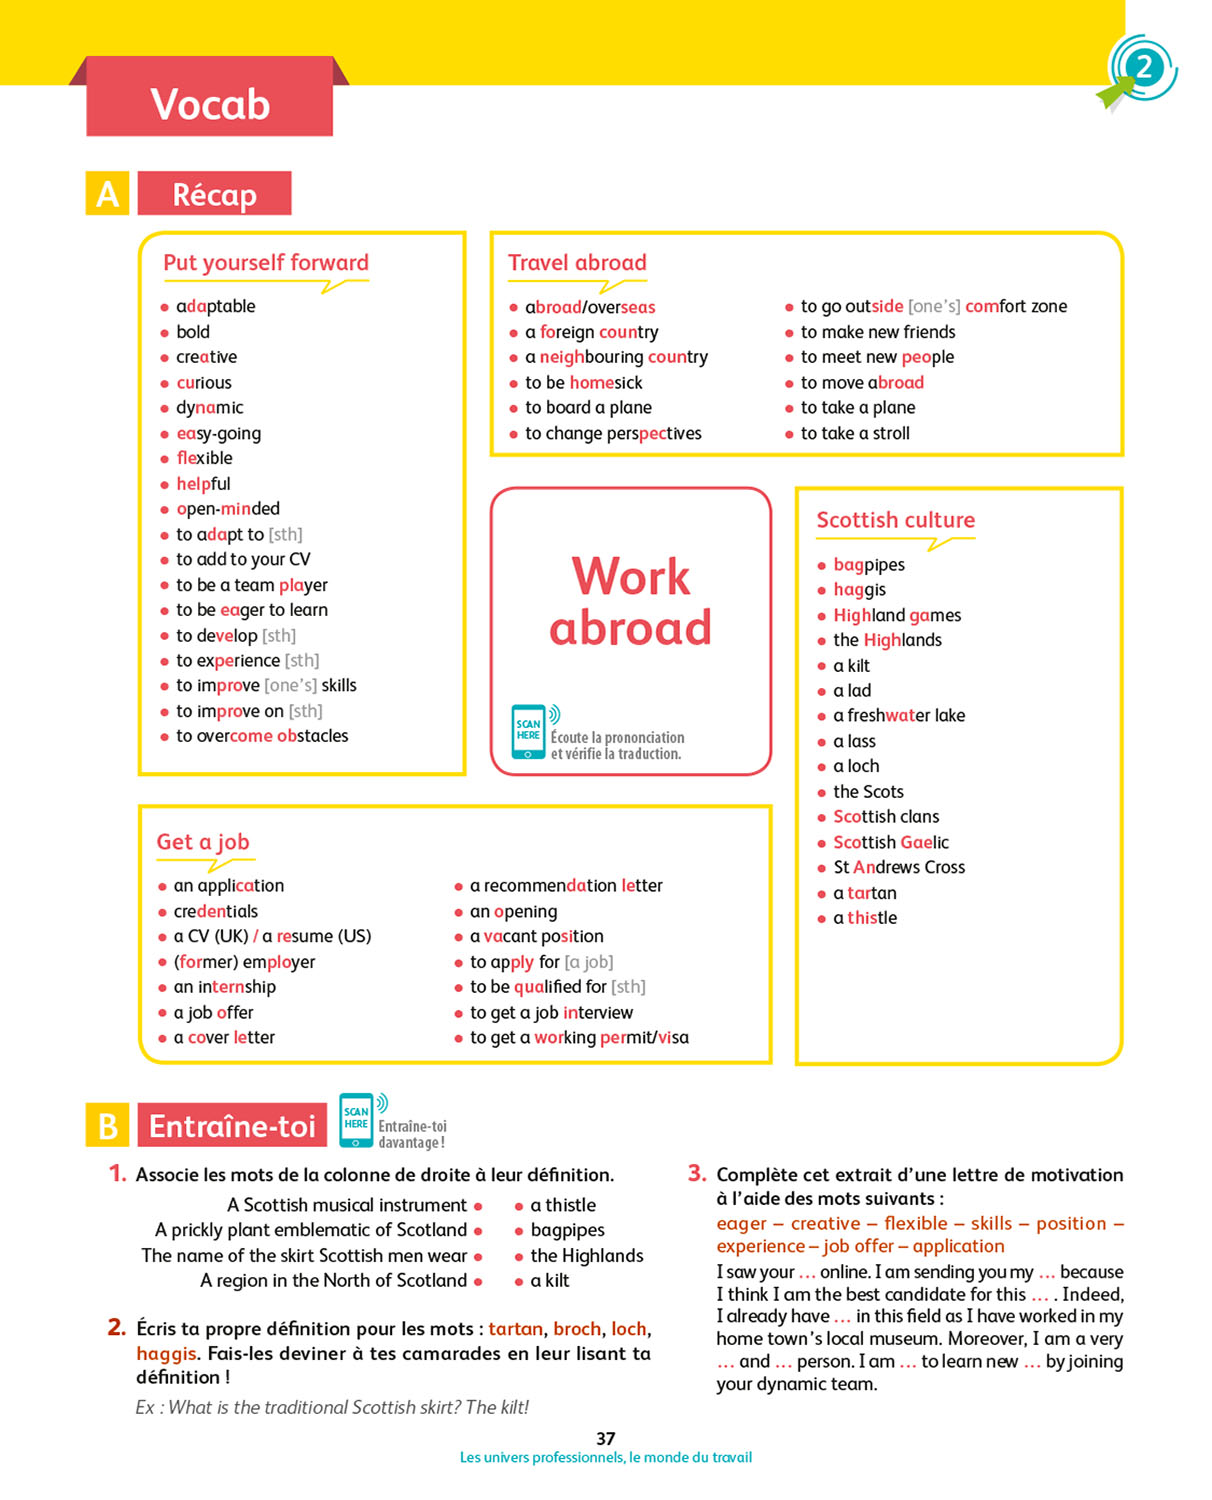 2
Vocab
A Récap
Put yourself forward
• adaptable
• bold
• creative
• curious
• dynamic
• easy-going
• flexible
• helpful
• open-minded
• to adapt to [sth]
• to add to your CV
• to be a team player
• to be eager to learn
• to develop [sth]
• to experience [sth]
• to improve [one's] skills
• to improve on [sth]
• to overcome obstacles
Travel abroad
• abroad/overseas
• a foreign country
• a neighbouring country
• to be homesick
• to board a plane
• to change perspectives
• to go outside [one's] comfort zone
• to make new friends
• to meet new people
• to move abroad
• to take a plane
• to take a stroll
Work
abroad
SCAN
HERE
Écoute la prononciation
et vérifie la traduction.
Scottish culture
• bagpipes
• haggis
• Highland games
• the Highlands
• a kilt
• a lad
• a freshwater lake
• a lass
• a loch
• the Scots
• Scottish clans
• Scottish Gaelic
• St Andrews Cross
• a tartan
• a thistle
Get a job
• an application
• credentials
• a CV (UK) / a resume (US)
• (former) employer
• an internship
• a job offer
• a cover letter
• a recommendation letter
• an opening
• a vacant position
• to apply for [a job]
• to be qualified for [sth]
• to get a job interview
• to get a working permit/visa
B Entraîne-toi
SCAN
HERE
Entraîne-toi
davantage !
1. Associe les mots de la colonne de droite à leur définition.
A Scottish musical instrument • • a thistle
A prickly plant emblematic of Scotland • • bagpipes
The name of the skirt Scottish men wear • • the Highlands
A region in the North of Scotland • • a kilt
2. Écris ta propre définition pour les mots : tartan, broch, loch,
haggis. Fais-les deviner à tes camarades en leur lisant ta
définition !
Ex : What is the traditional Scottish skirt? The kilt!
3. Complète cet extrait d'une lettre de motivation
à l'aide des mots suivants :
eager – creative – flexible – skills – position –
experience – job offer – application
I saw your ... online. I am sending you my ... because
I think I am the best candidate for this ... . Indeed,
I already have ... in this field as I have worked in my
home town's local museum. Moreover, I am a very
... and ... person. I am ... to learn new ... by joining
your dynamic team.
37
Les univers professionnels, le monde du travail